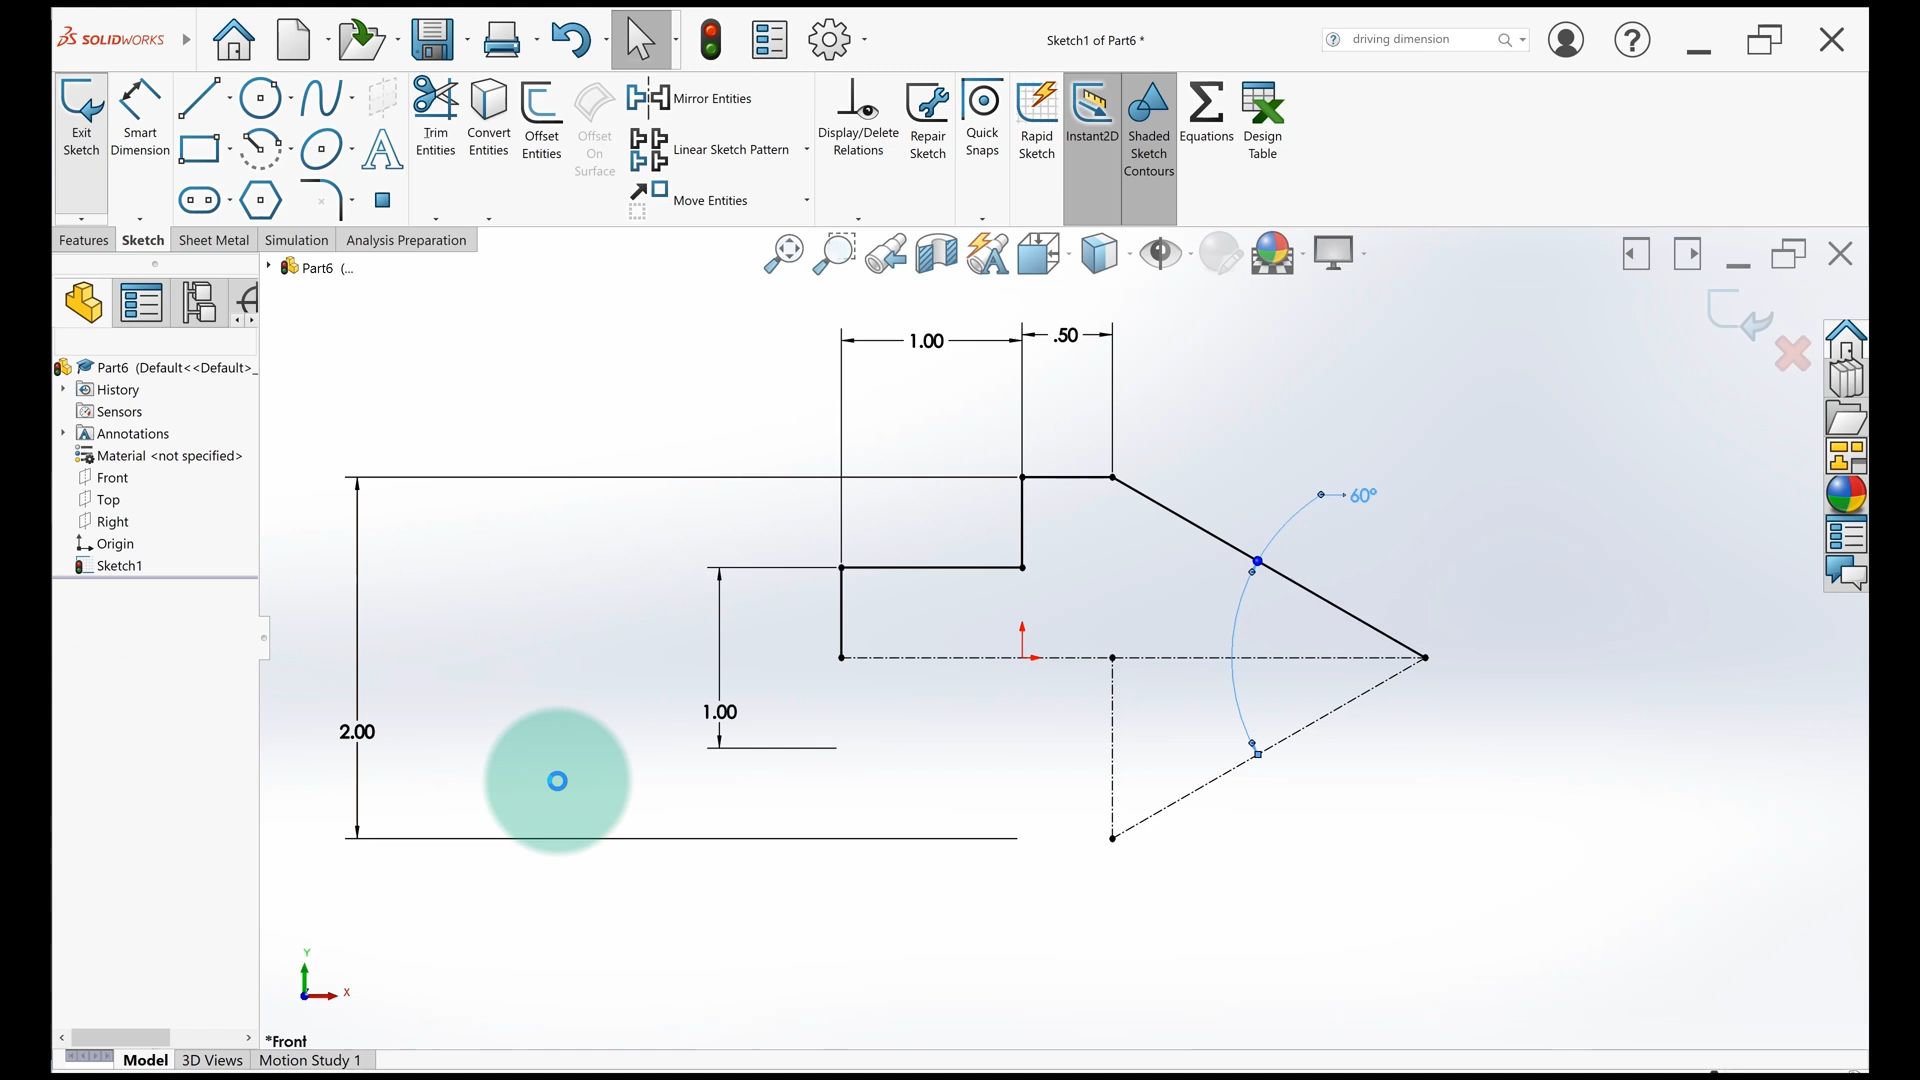 SOLIDWORKS
Sketch1 of Part6 *
driving dimension
Exit Sketch
Smart Dimension
Trim Entities
Convert Entities
Offset Entities
Offset On Surface
Mirror Entities
Linear Sketch Pattern
Move Entities
Display/Delete Relations
Repair Sketch
Quick Snaps
Rapid Sketch
Instant2D
Shaded Sketch Contours
Equations
Design Table
Features
Sketch
Sheet Metal
Simulation
Analysis Preparation
Part6 (...
Part6 (Default<<Default>_
History
Sensors
Annotations
Material <not specified>
Front
Top
Right
Origin
Sketch1
1.00
.50
60°
1.00
2.00
Y
X
*Front
Model
3D Views
Motion Study 1